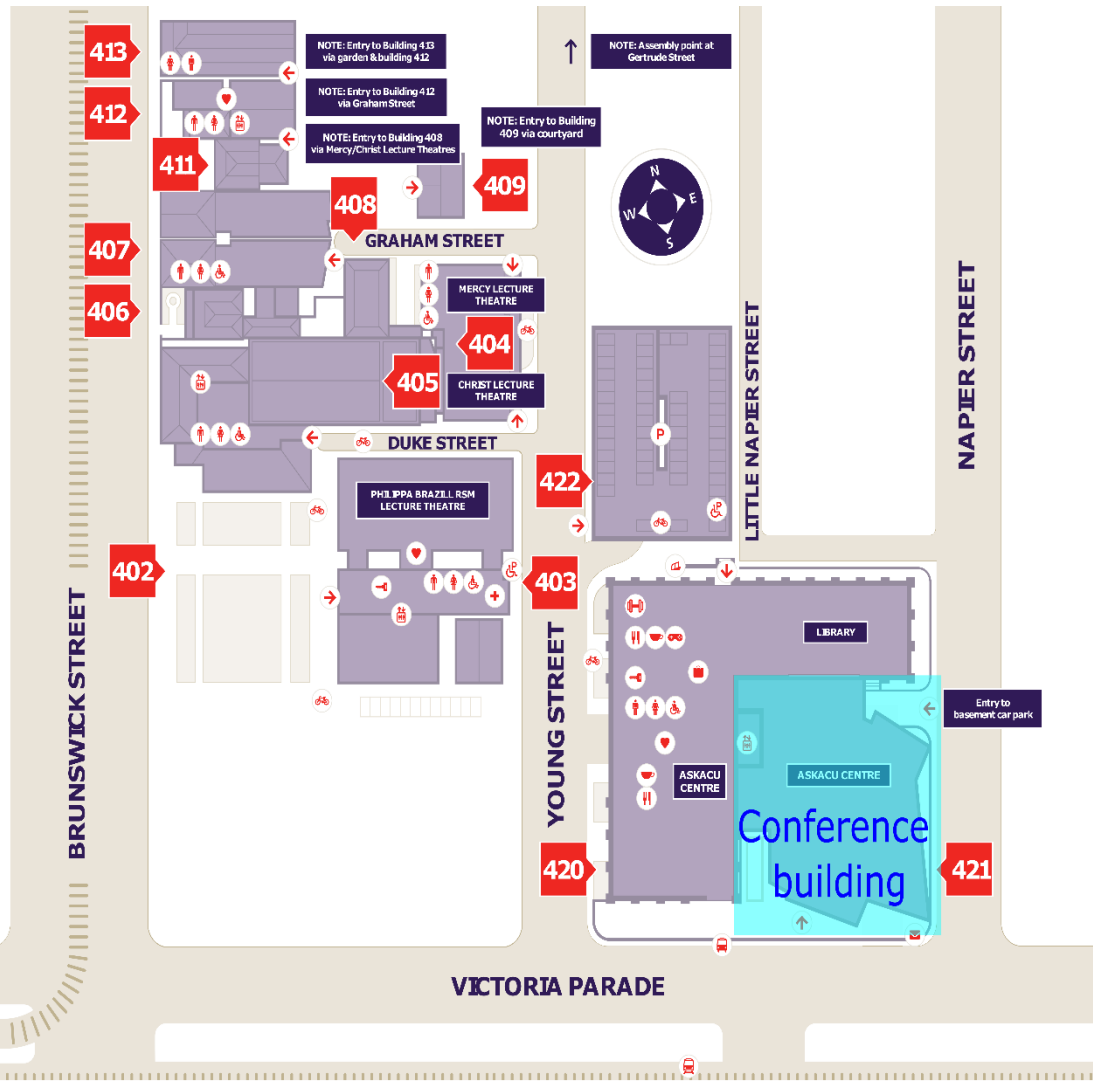 413
NOTE: Entry to Building 413
via garden & building 412
NOTE: Assembly point at
Gertrude Street
412
NOTE: Entry to Building 412
via Graham Street
NOTE: Entry to Building
409 via courtyard
NOTE: Entry to Building 408
via Mercy/Christ Lecture Theatres
411
409
408
N
E
W
S
407
GRAHAM STREET
406
MERCY LECTURE
THEATRE
404
405
CHRIST LECTURE
THEATRE
LITTLE NAPIER STREET
NAPIER STREET
P
DUKE STREET
422
PHILIPPA BRAZILL RSM
LECTURE THEATRE
P
402
403
P
BRUNSWICK STREET
YOUNG STREET
LIBRARY
Entry to
basement car park
ASKACU
CENTRE
ASKACU CENTRE
Conference
building
420
421
VICTORIA PARADE